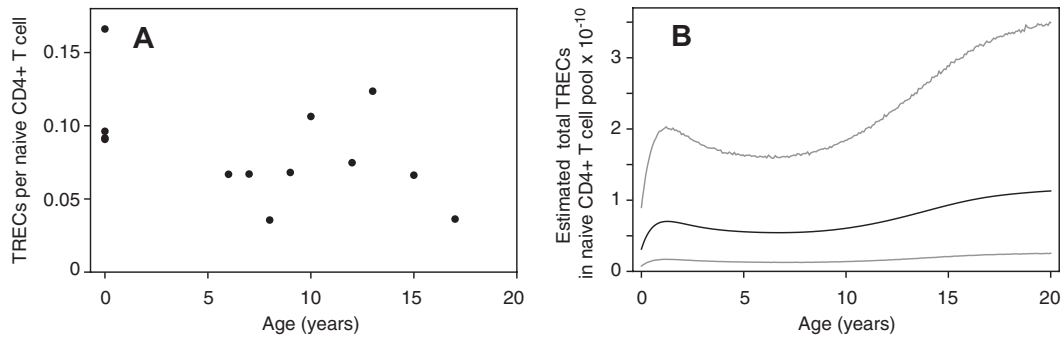 A
TRECs per naive CD4+ T cell
0.15
0.10
0.05
0
0 5 10 15 20
Age (years)
B
Estimated total TRECs
in naive CD4+ T cell pool x 10-10
3
2
1
0
0 5 10 15 20
Age (years)